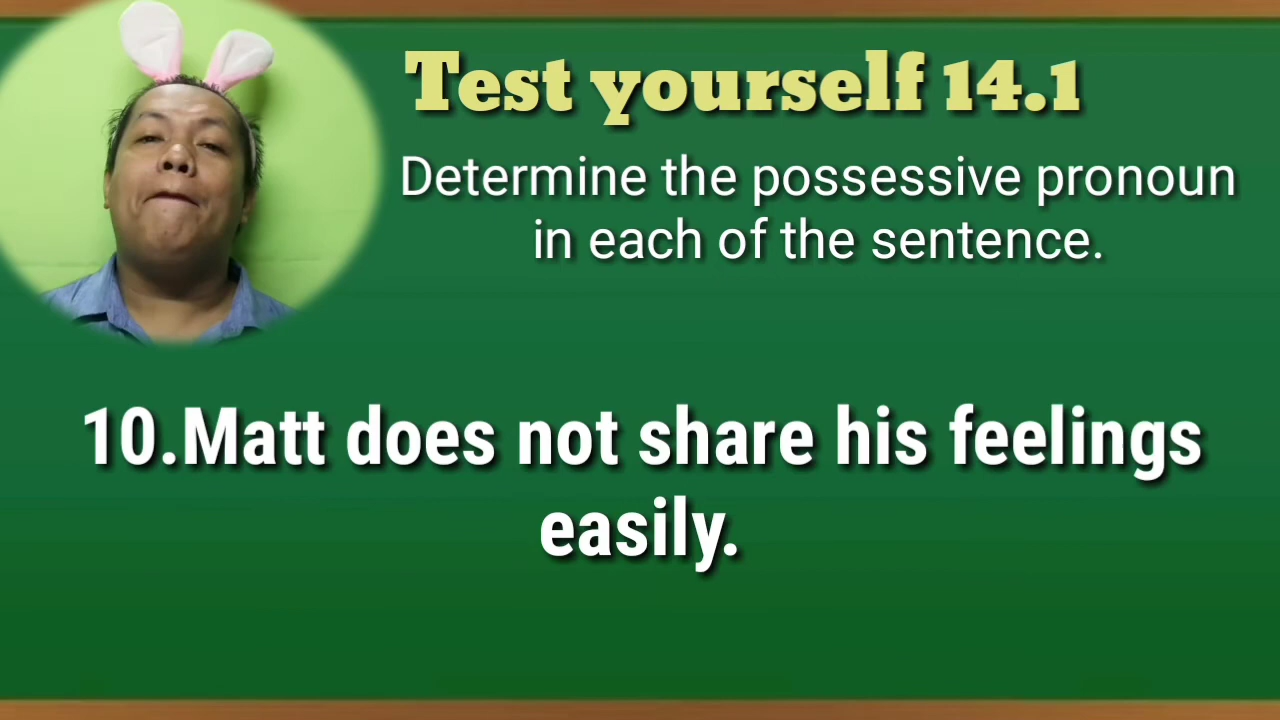 Test yourself 14.1
Determine the possessive pronoun
in each of the sentence.
10.Matt does not share his feelings
easily.